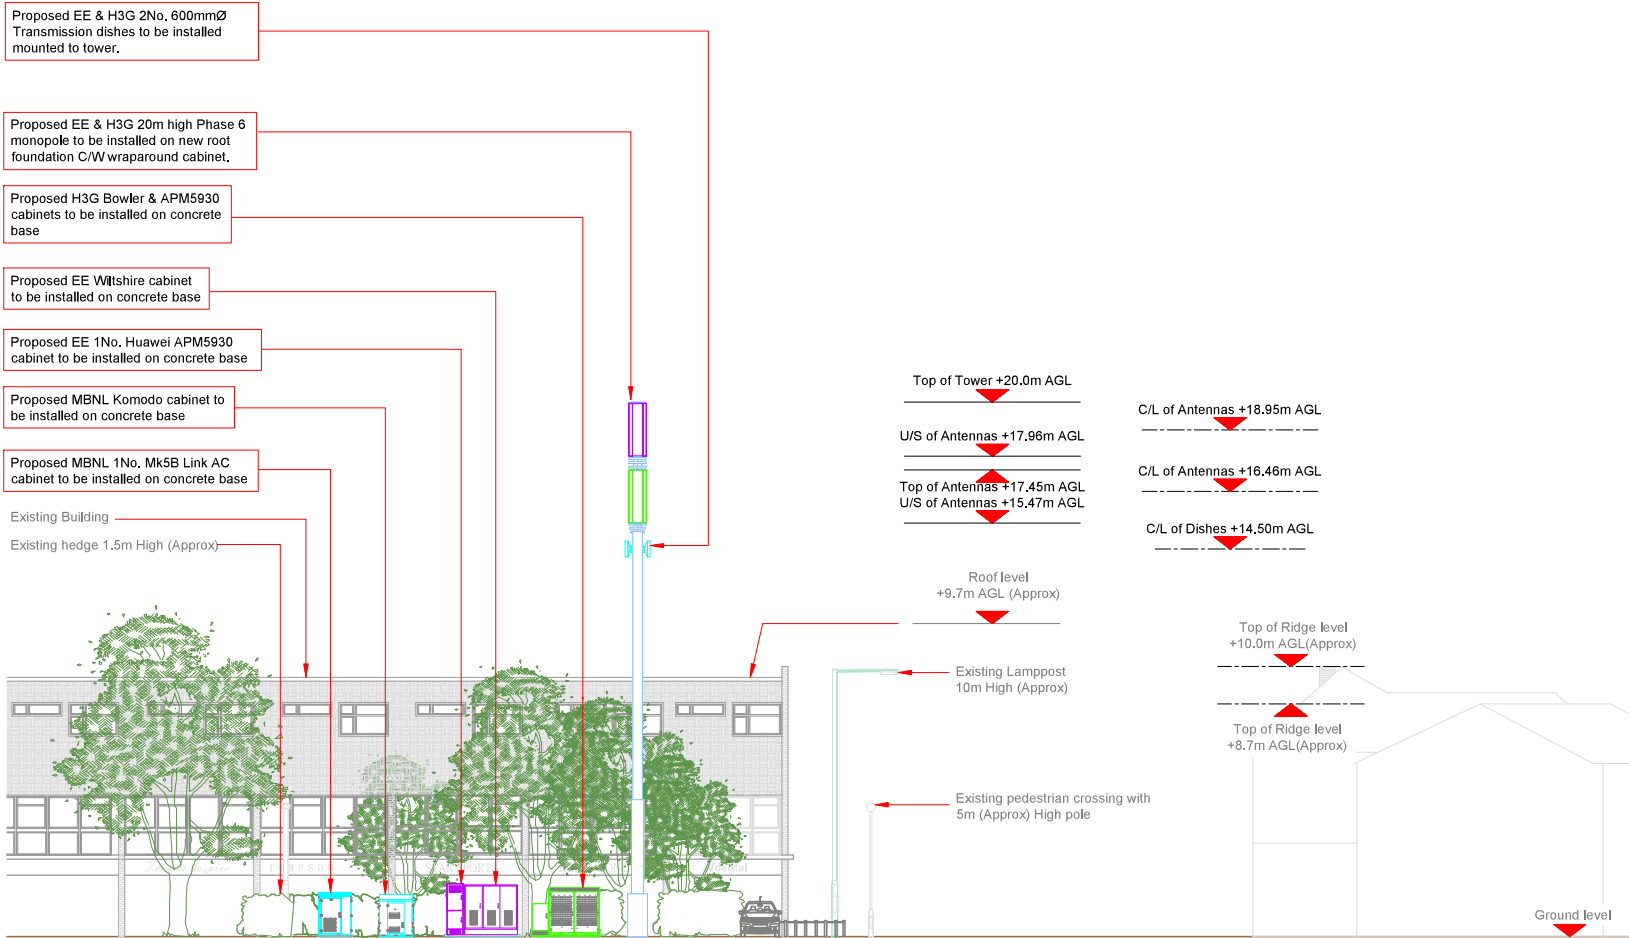 Proposed EE & H3G 2No. 600mmØ
Transmission dishes to be installed
mounted to tower.
Proposed EE & H3G 20m high Phase 6
monopole to be installed on new root
foundation C/W wraparound cabinet.
Proposed H3G Bowler & APM5930
cabinets to be installed on concrete
base
Proposed EE Wiltshire cabinet
to be installed on concrete base
Proposed EE 1No. Huawei APM5930
cabinet to be installed on concrete base
Proposed MBNL Komodo cabinet to
be installed on concrete base
Proposed MBNL 1No. Mk5B Link AC
cabinet to be installed on concrete base
Existing Building
Existing hedge 1.5m High (Approx)
Top of Tower +20.0m AGL
U/S of Antennas +17.96m AGL
Top of Antennas +17.45m AGL
U/S of Antennas +15.47m AGL
C/L of Antennas +18.95m AGL
C/L of Antennas +16.46m AGL
C/L of Dishes +14.50m AGL
Roof level
+9.7m AGL (Approx)
Existing Lamppost
10m High (Approx)
Top of Ridge level
+10.0m AGL(Approx)
Top of Ridge level
+8.7m AGL(Approx)
Existing pedestrian crossing with
5m (Approx) High pole
Ground level